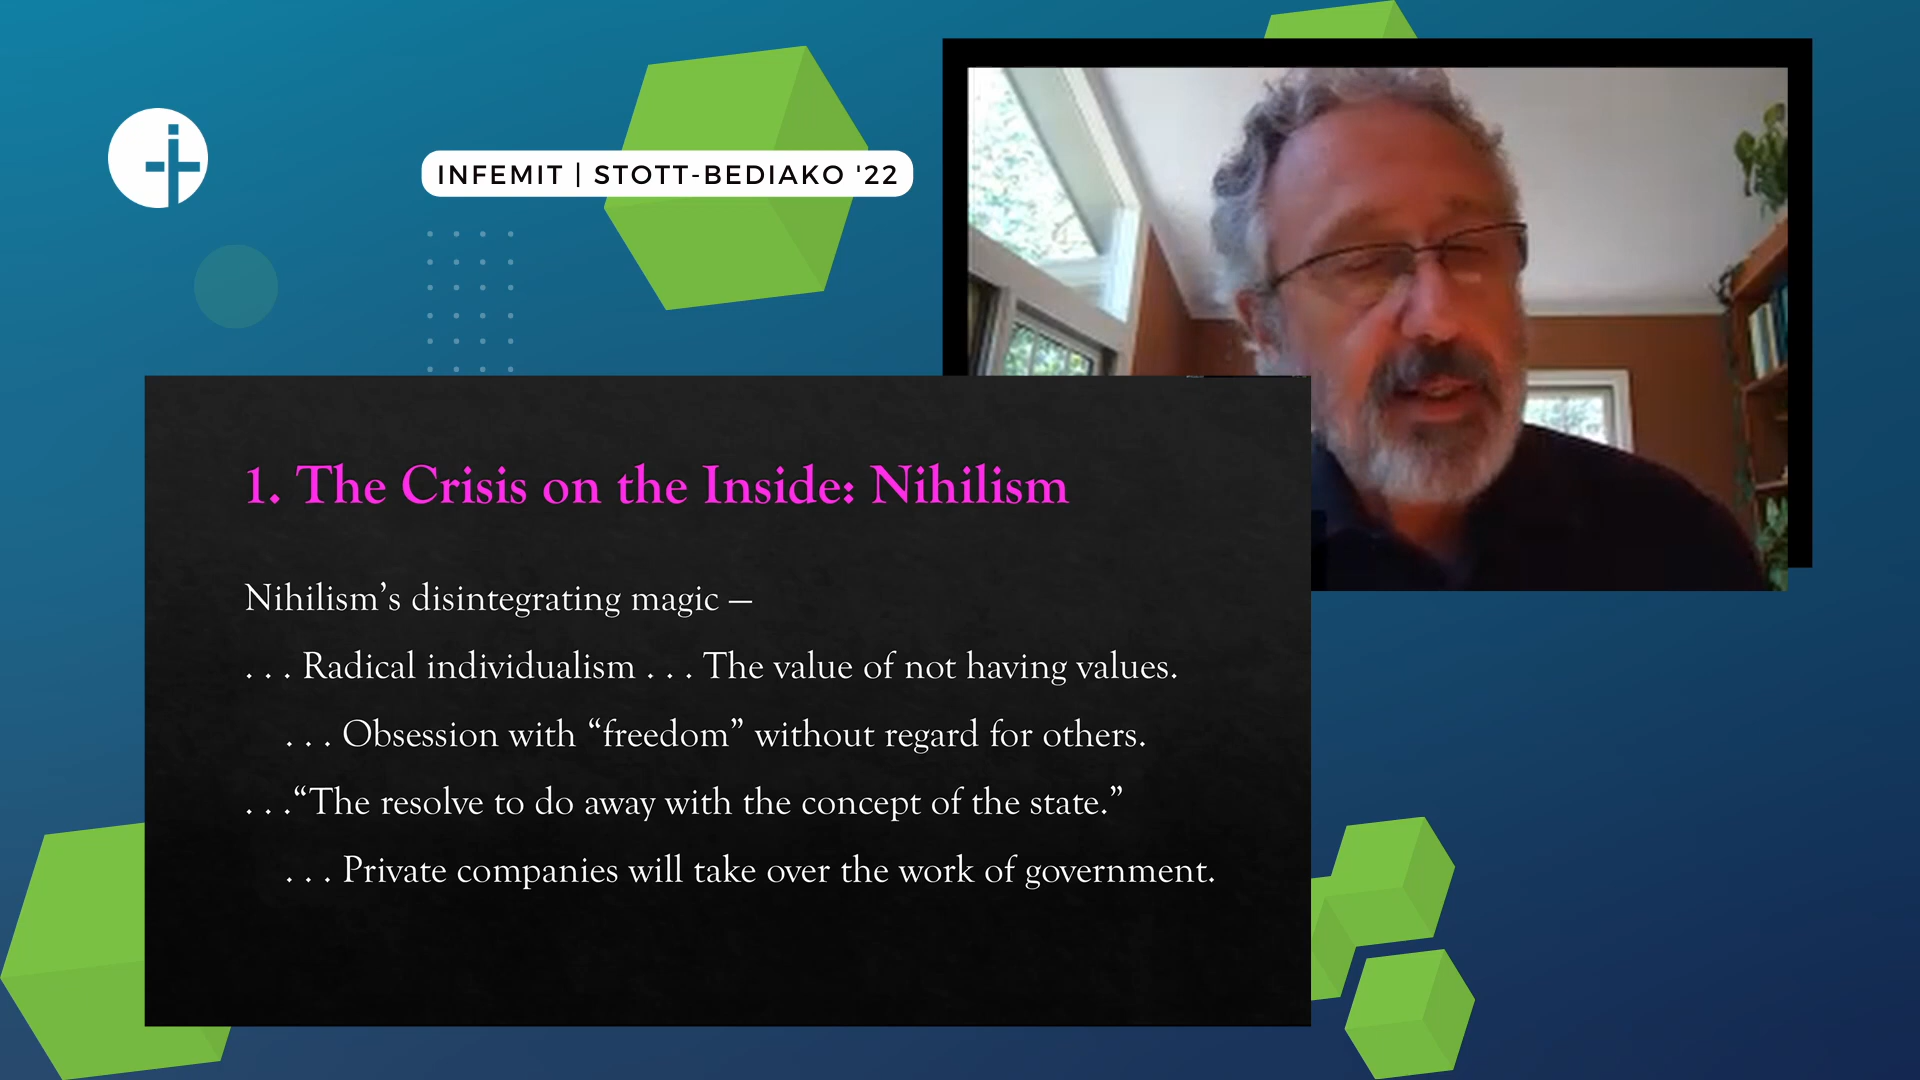 INFEMIT | STOTT-BEDIAKO '22
1. The Crisis on the Inside: Nihilism
Nihilism’s disintegrating magic —
. . . Radical individualism . . . The value of not having values.
. . . Obsession with “freedom” without regard for others.
. . .“The resolve to do away with the concept of the state.”
. . . Private companies will take over the work of government.